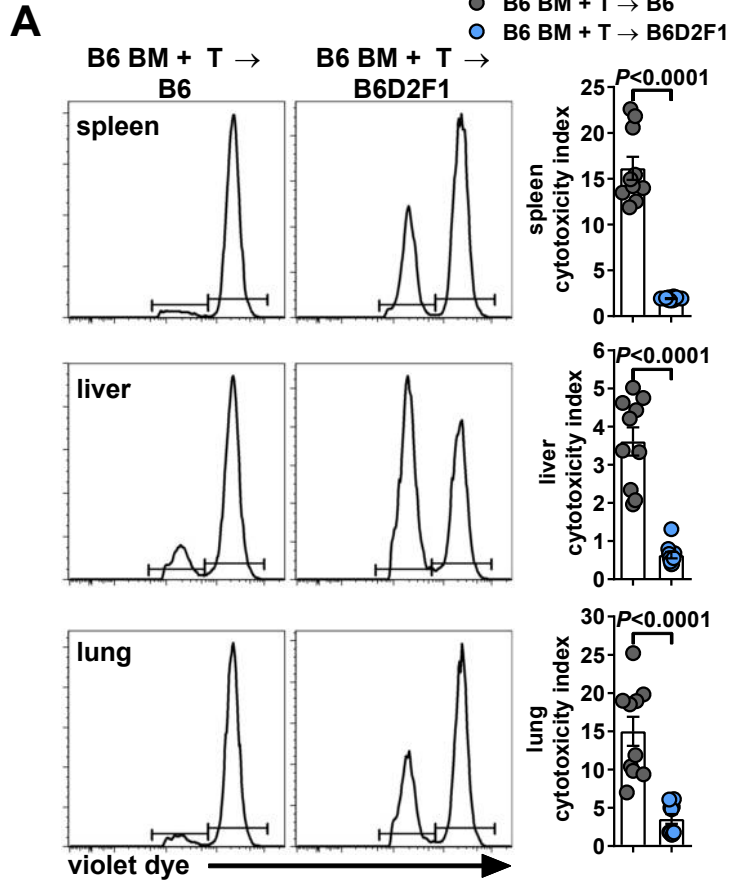 A
B6 BM + T → B6
B6 BM + T → B6D2F1
B6 BM + T →
B6
B6 BM + T →
B6D2F1
spleen
P<0.0001
spleen
cytotoxicity index
25
20
15
10
5
0
liver
P<0.0001
liver
cytotoxicity index
6
5
4
3
2
1
0
lung
P<0.0001
lung
cytotoxicity index
30
25
20
15
10
5
0
violet dye